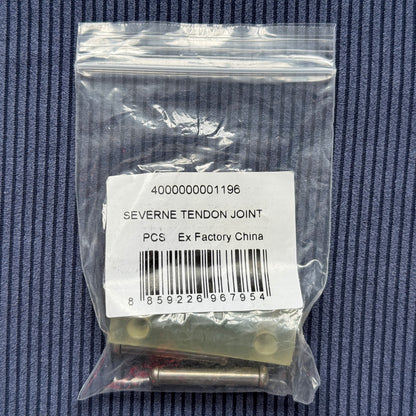 4000000001196
SEVERNE TENDON JOINT
PCS Ex Factory China
8 859226 967954